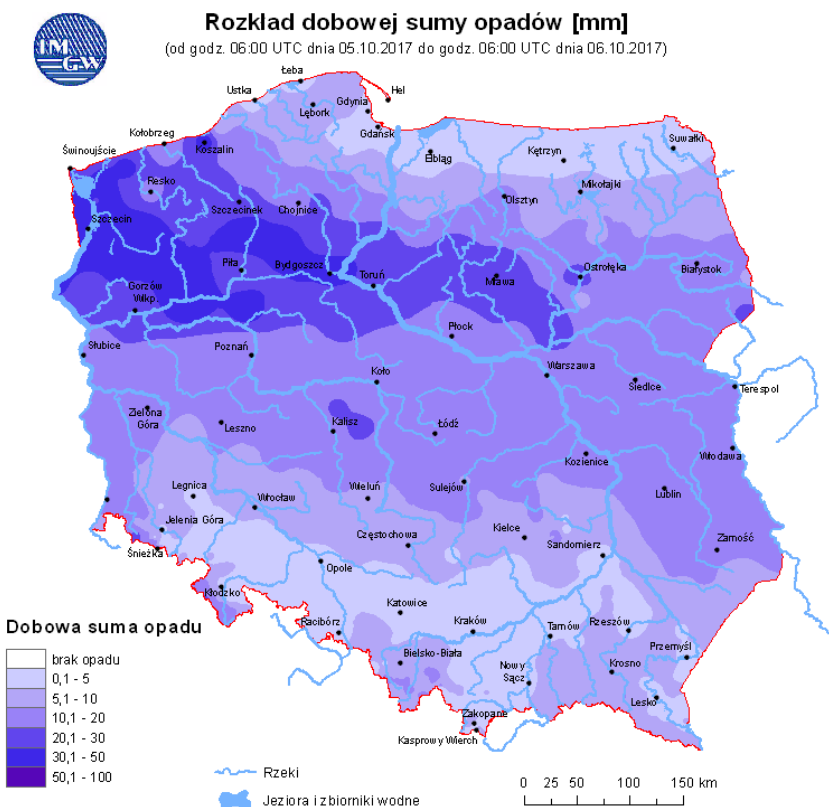 IM
GW
Rozkład dobowej sumy opadów [mm]
(od godz. 06:00 UTC dnia 05.10.2017 do godz. 06:00 UTC dnia 06.10.2017)
Łeba
Ustka
Hel
Gdynia
Lębork
Kołobrzeg
Gdańsk
Suwałki
Koszalin
Świnoujście
Elbląg
Kętrzyn
Resko
Mikołajki
Szczecinek
Chojnice
Olsztyn
Szczecin
Piła
Bydgoszcz
Toruń
Mława
Ostrołęka
Białystok
Gorzów
Wlkp.
Płock
Słubice
Poznań
Koło
Warszawa
Siedlce
Terespol
Zielona
Góra
Leszno
Kalisz
Łódź
Włodawa
Kozienice
Legnica
Wrocław
Wieluń
Sulejów
Lublin
Jelenia Góra
Częstochowa
Kielce
Sandomierz
Zamość
Śnieżka
Opole
Kłodzko
Katowice
Racibórz
Kraków
Tarnów
Rzeszów
Przemyśl
Bielsko-Biała
Nowy
Sącz
Krosno
Lesko
Zakopane
Kasprowy Wierch
Dobowa suma opadu
brak opadu
0,1 - 5
5,1 - 10
10,1 - 20
20,1 - 30
30,1 - 50
50,1 - 100
Rzeki
Jeziora i zbiorniki wodne
0 25 50 100 150 km